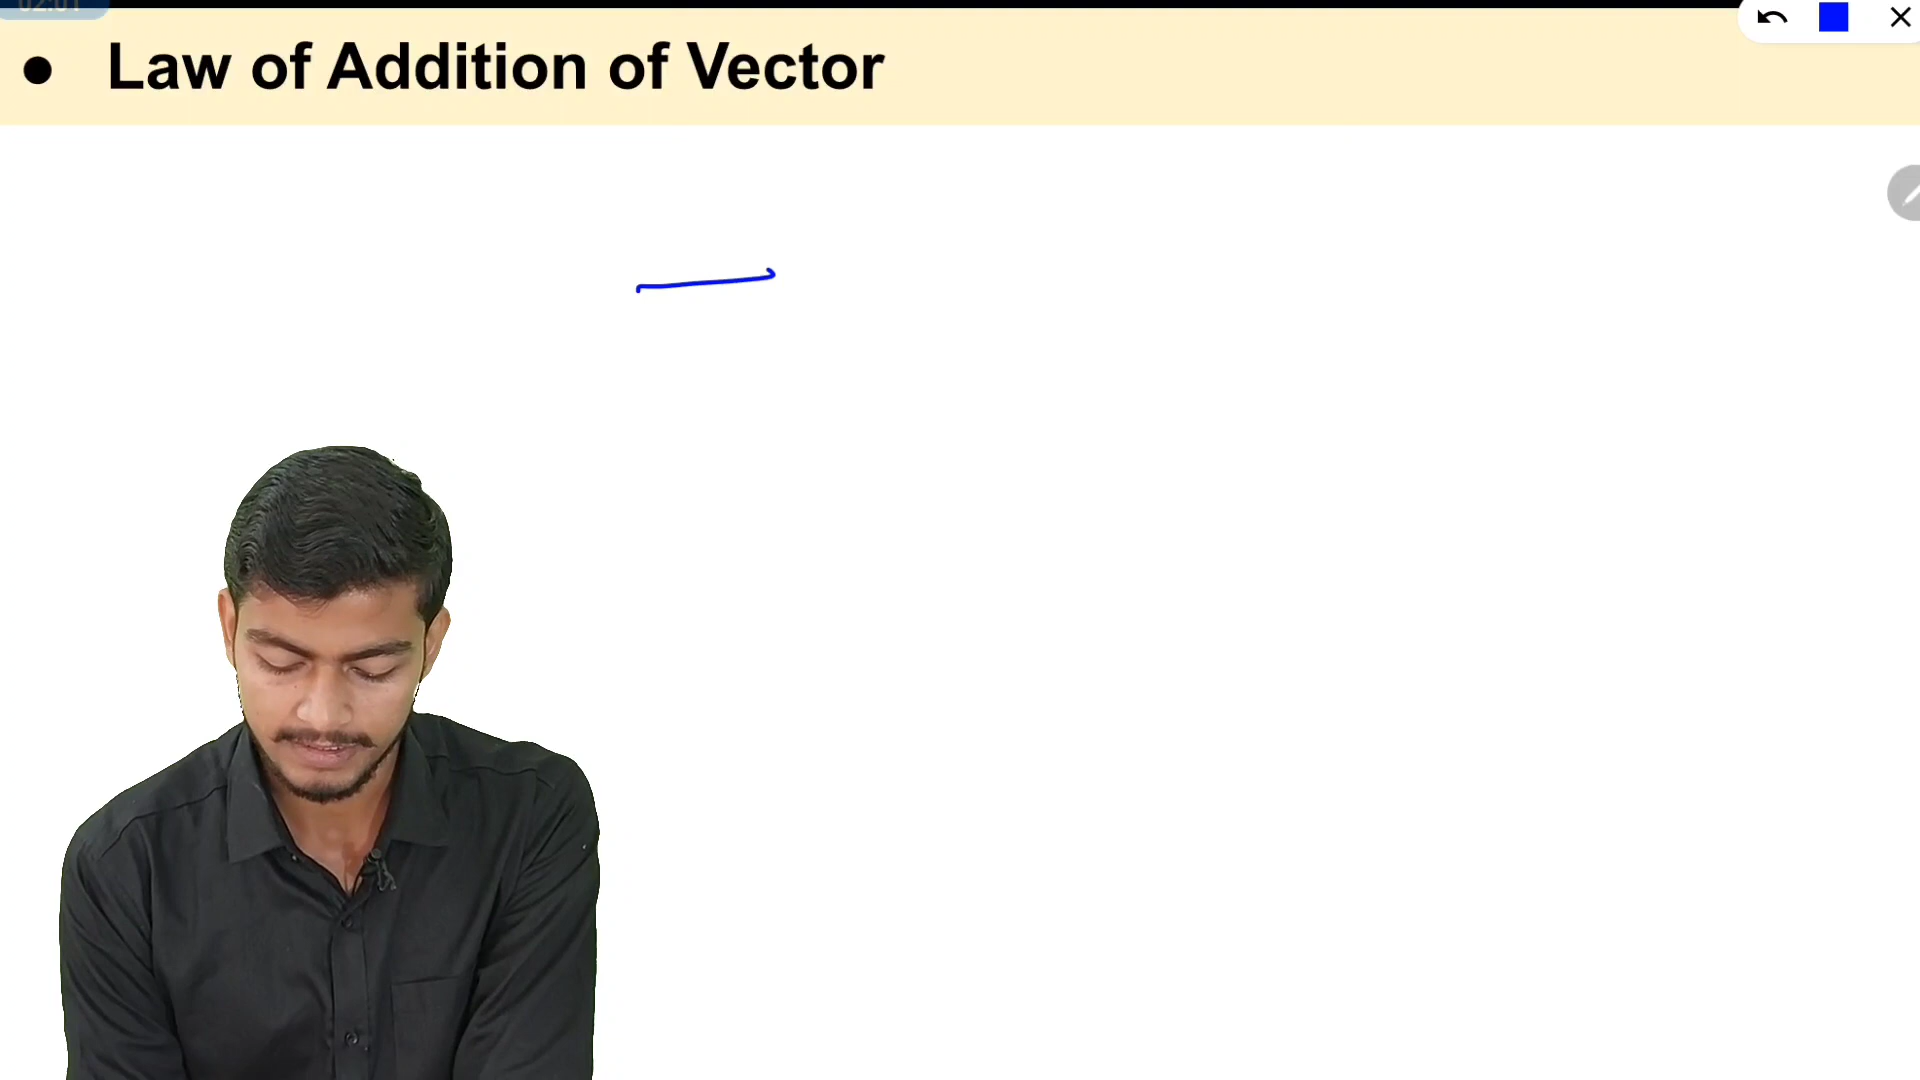 ● Law of Addition of Vector